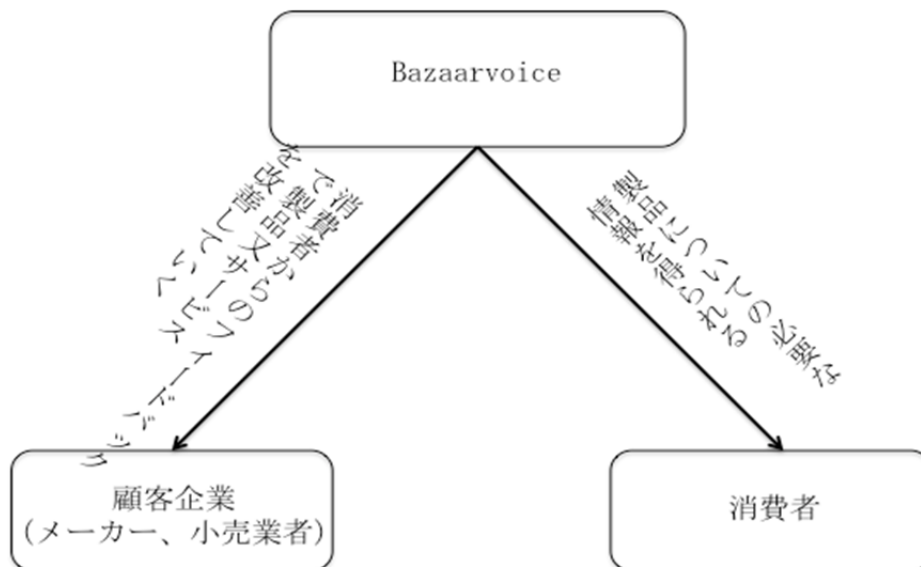 Bazaarvoice
消費者からのフィードバック
で製品又サービス
を改善していく
製品についての必要な
情報を得られる
顧客企業
(メーカー、小売業者)
消費者